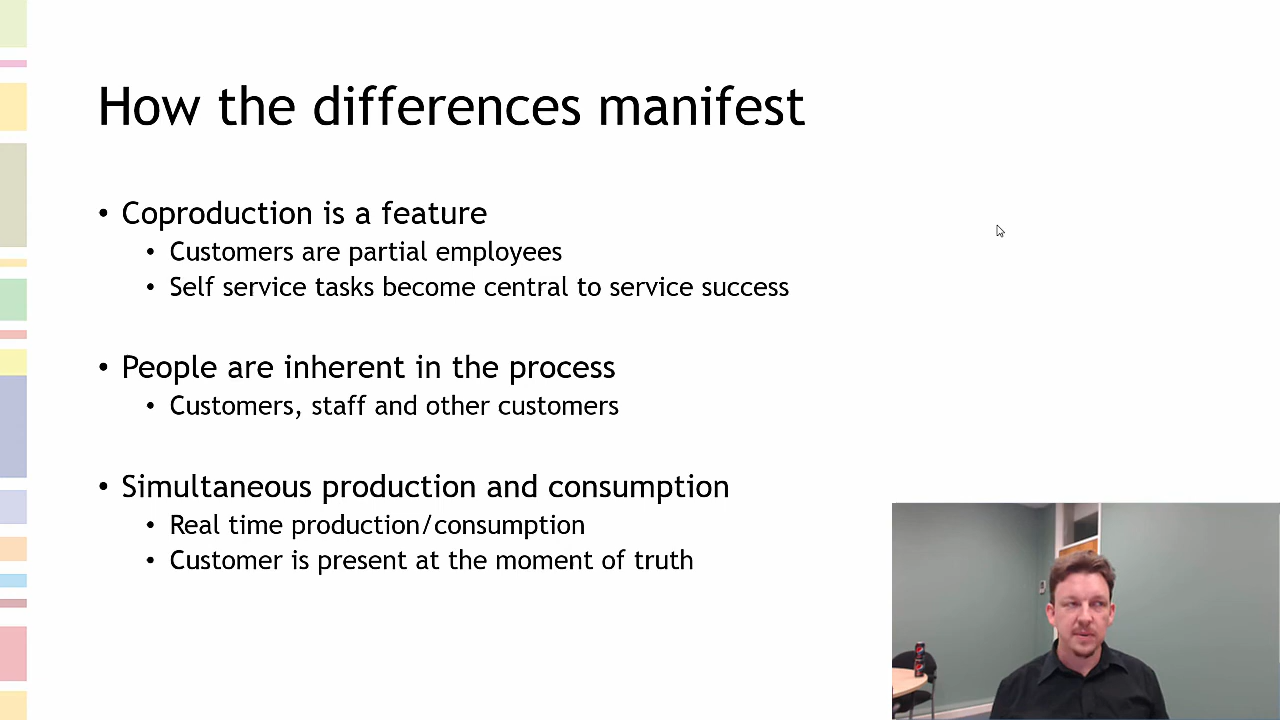 How the differences manifest
• Coproduction is a feature
• Customers are partial employees
• Self service tasks become central to service success
• People are inherent in the process
• Customers, staff and other customers
• Simultaneous production and consumption
• Real time production/consumption
• Customer is present at the moment of truth